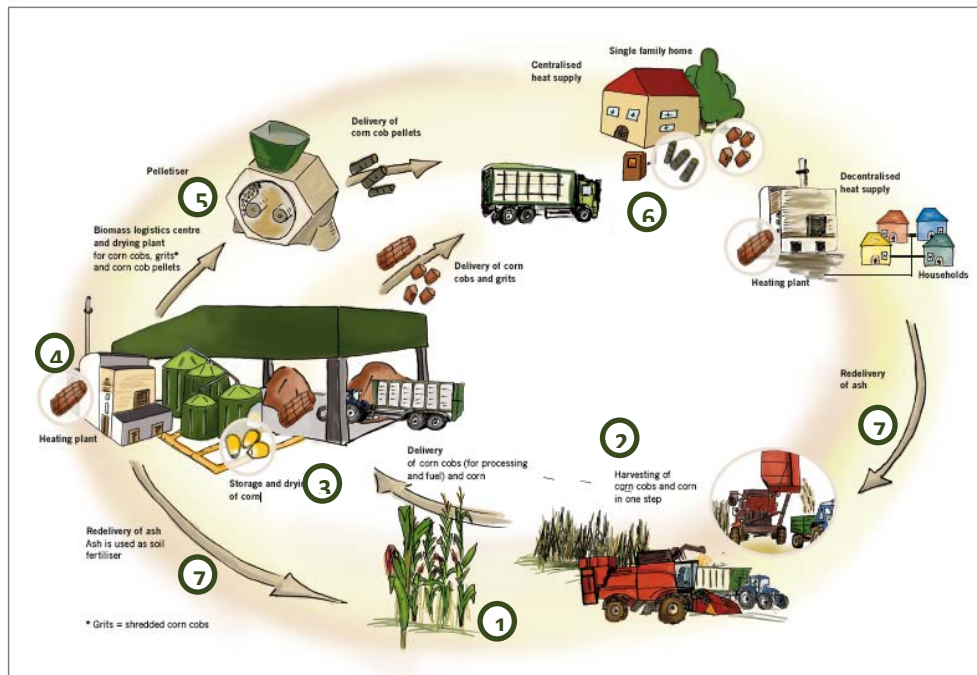 Single family home
Centralised
heat supply
Delivery of
corn cob pellets
Pelletiser
5
6
Decentralised
heat supply
Biomass logistics centre
and drying plant
for corn cobs, grits*
and corn cob pellets
Delivery of corn
cobs and grits
Heating plant
Households
4
Redelivery
of ash
7
2
Heating plant
Delivery
of corn cobs (for processing
and fuel) and corn
Harvesting of
corn cobs and corn
in one step
Storage and dryi
of corn
3
Redelivery of ash
Ash is used as soil
fertiliser
7
1
* Grits = shredded corn cobs